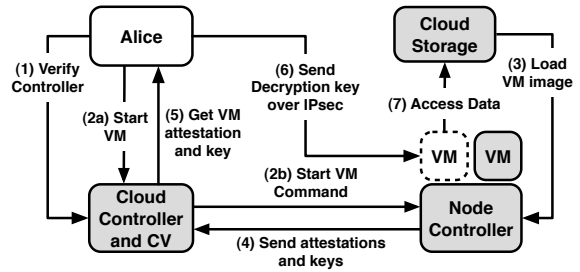 Alice
Cloud
Storage
(1) Verify
Controller
(2a) Start
VM
(5) Get VM
attestation
and key
(6) Send
Decryption key
over IPsec
(3) Load
VM image
(7) Access Data
VM
VM
Cloud
Controller
and CV
(2b) Start VM
Command
(4) Send attestations
and keys
Node
Controller